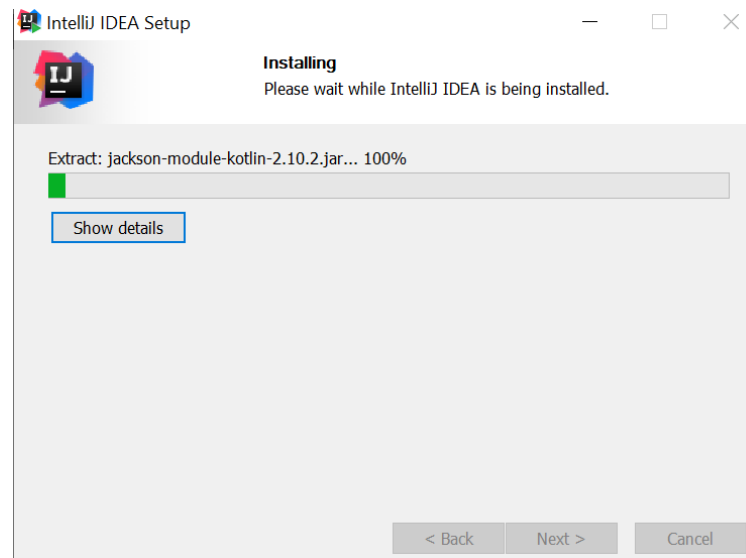 IntelliJ IDEA Setup
IJ
Installing
Please wait while IntelliJ IDEA is being installed.
Extract: jackson-module-kotlin-2.10.2.jar... 100%
Show details
< Back
Next >
Cancel